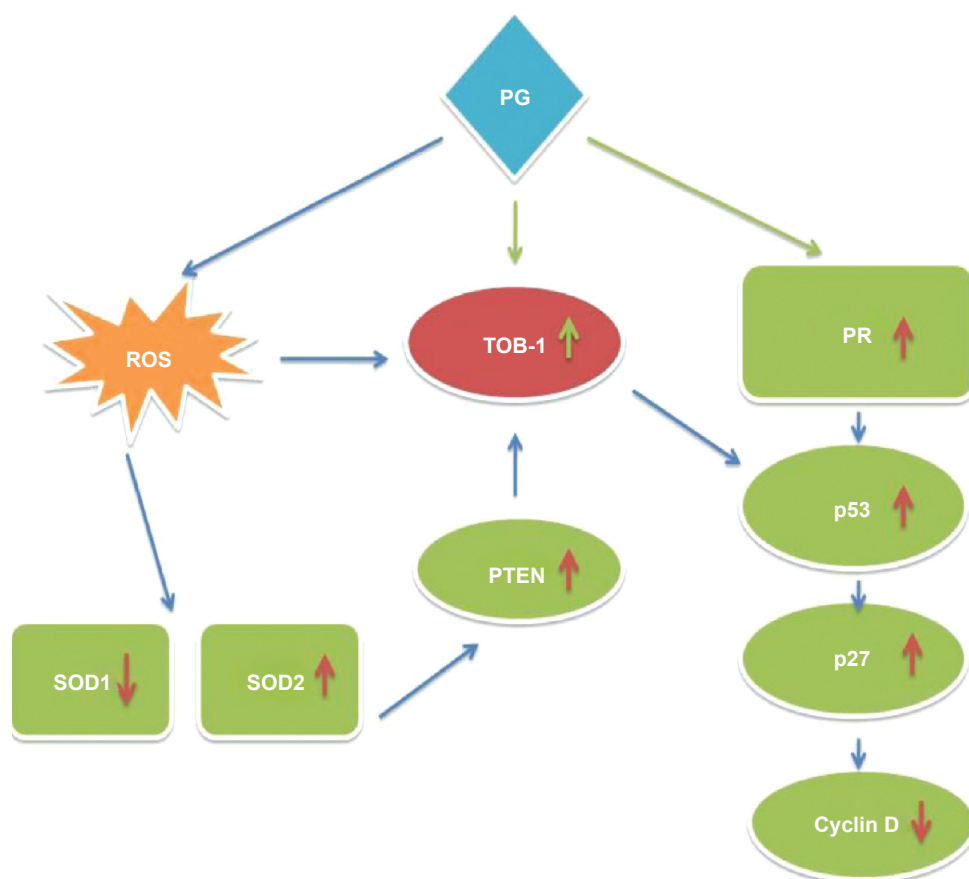 PG
ROS
TOB-1
PR
p53
PTEN
SOD1
SOD2
p27
Cyclin D